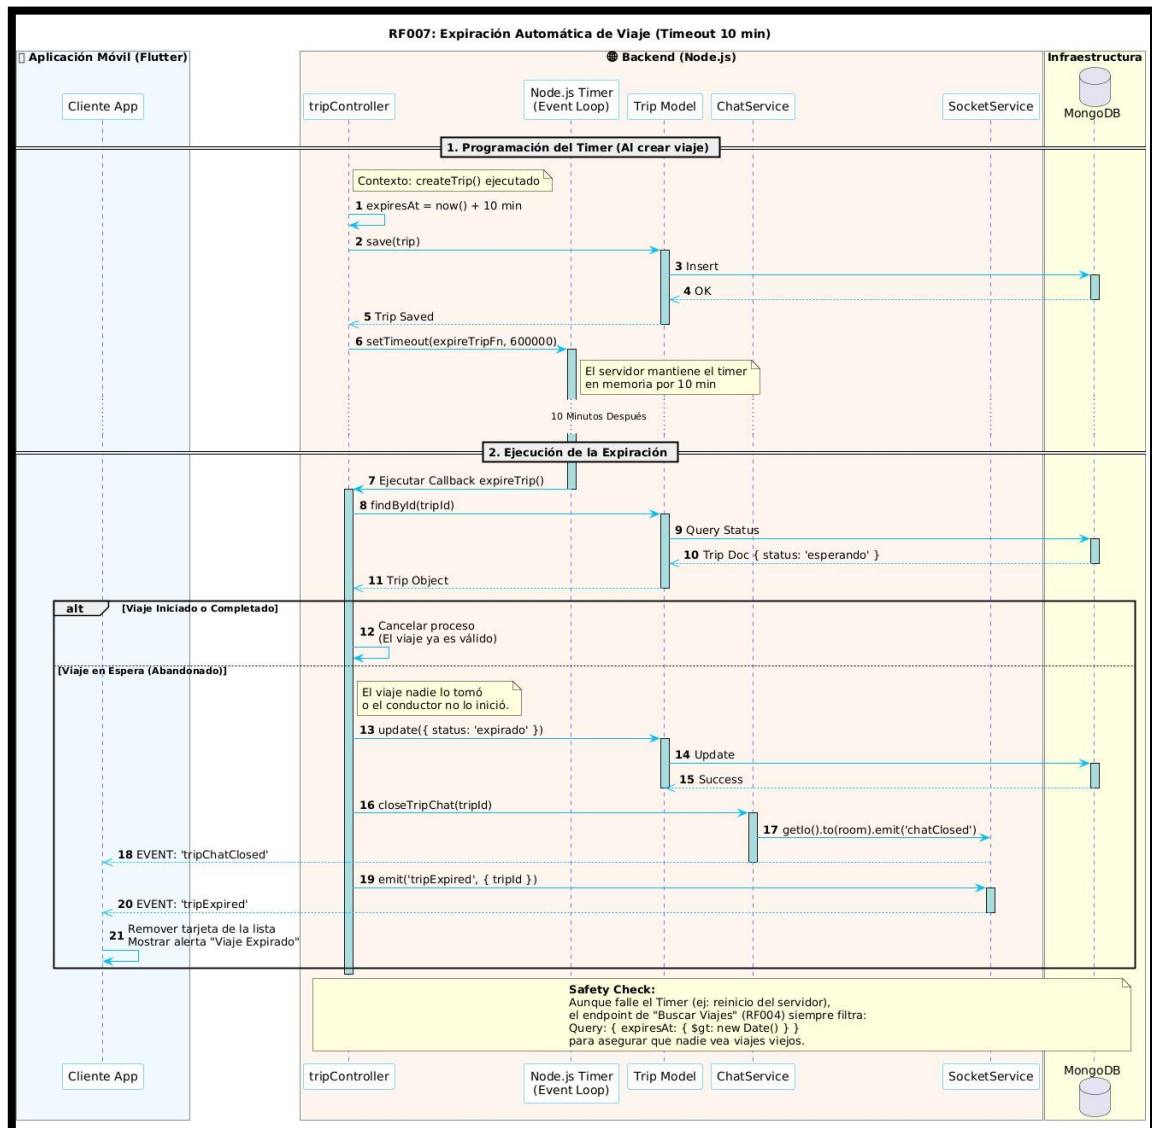 RF007: Expiración Automática de Viaje (Timeout 10 min)
Aplicación Móvil (Flutter)
Backend (Node.js)
Infraestructura
Cliente App
tripController
Node.js Timer
(Event Loop)
Trip Model
ChatService
SocketService
MongoDB
1. Programación del Timer (Al crear viaje)
Contexto: createTrip() ejecutado
1 expiresAt = now() + 10 min
2 save(trip)
3 Insert
4 OK
5 Trip Saved
6 setTimeout(expireTripFn, 600000)
El servidor mantiene el timer
en memoria por 10 min
10 Minutos Después
2. Ejecución de la Expiración
7 Ejecutar Callback expireTrip()
8 findById(tripId)
9 Query Status
10 Trip Doc { status: 'esperando' }
11 Trip Object
alt [Viaje Iniciado o Completado]
12 Cancelar proceso
(El viaje ya es válido)
[Viaje en Espera (Abandonado)]
El viaje nadie lo tomó
o el conductor no lo inició.
13 update({ status: 'expirado' })
14 Update
15 Success
16 closeTripChat(tripId)
17 getIo().to(room).emit('chatClosed')
18 EVENT: 'tripChatClosed'
19 emit('tripExpired', { tripId })
20 EVENT: 'tripExpired'
21 Remover tarjeta de la lista
Mostrar alerta "Viaje Expirado"
Safety Check:
Aunque falle el Timer (ej: reinicio del servidor),
el endpoint de "Buscar Viajes" (RF004) siempre filtra:
Query: { expiresAt: { $gt: new Date() } }
para asegurar que nadie vea viajes viejos.
Cliente App
tripController
Node.js Timer
(Event Loop)
Trip Model
ChatService
SocketService
MongoDB